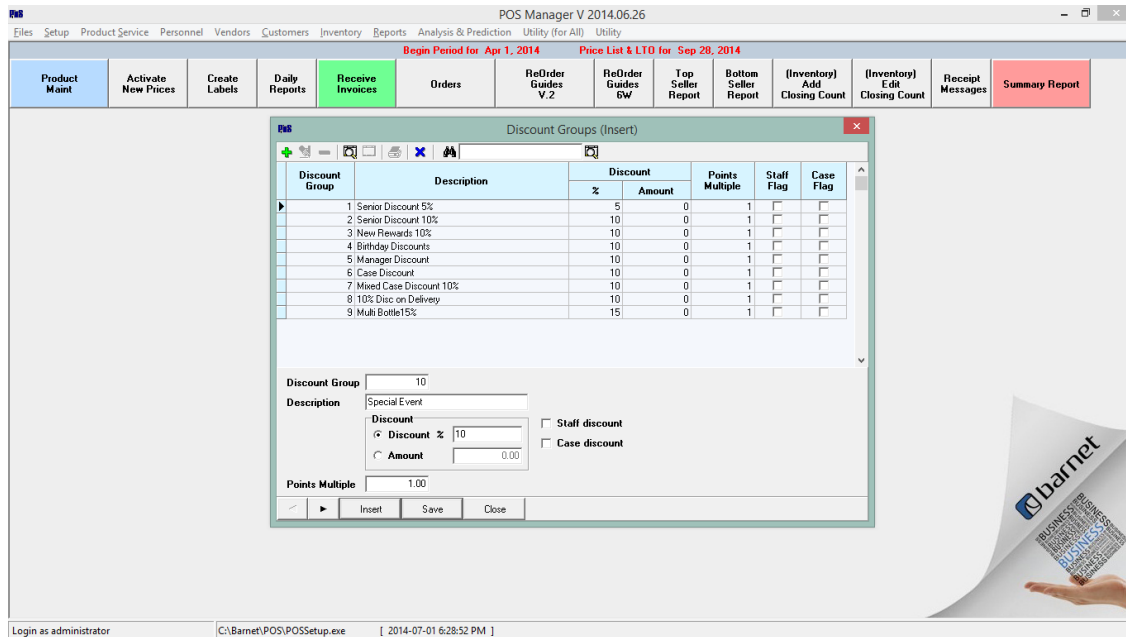 POS POS Manager V 2014.06.26
Files Setup Product Service Personnel Vendors Customers Inventory Reports Analysis & Prediction Utility (for All) Utility
Begin Period for Apr 1, 2014 Price List & LTO for Sep 28, 2014
Product Maint
Activate New Prices
Create Labels
Daily Reports
Receive Invoices
Orders
ReOrder Guides V.2
ReOrder Guides 6W
Top Seller Report
Bottom Seller Report
(Inventory) Add Closing Count
(Inventory) Edit Closing Count
Receipt Messages
Summary Report
POS Discount Groups (Insert)
Discount Group Description Discount % Amount Points Multiple Staff Flag Case Flag
1 Senior Discount 5% 5 0 1
2 Senior Discount 10% 10 0 1
3 New Rewards 10% 10 0 1
4 Birthday Discounts 10 0 1
5 Manager Discount 10 0 1
6 Case Discount 10 0 1
7 Mixed Case Discount 10% 10 0 1
8 10% Disc on Delivery 10 0 1
9 Multi Bottle15% 15 0 1
Discount Group 10
Description Special Event
Discount
Discount % 10
Amount 0.00
Staff discount
Case discount
Points Multiple 1.00
Insert Save Close
barnet
BUSINESS
BUSINESS
BUSINESS
Login as administrator C:\Barnet\POS\POSSetup.exe [ 2014-07-01 6:28:52 PM ]